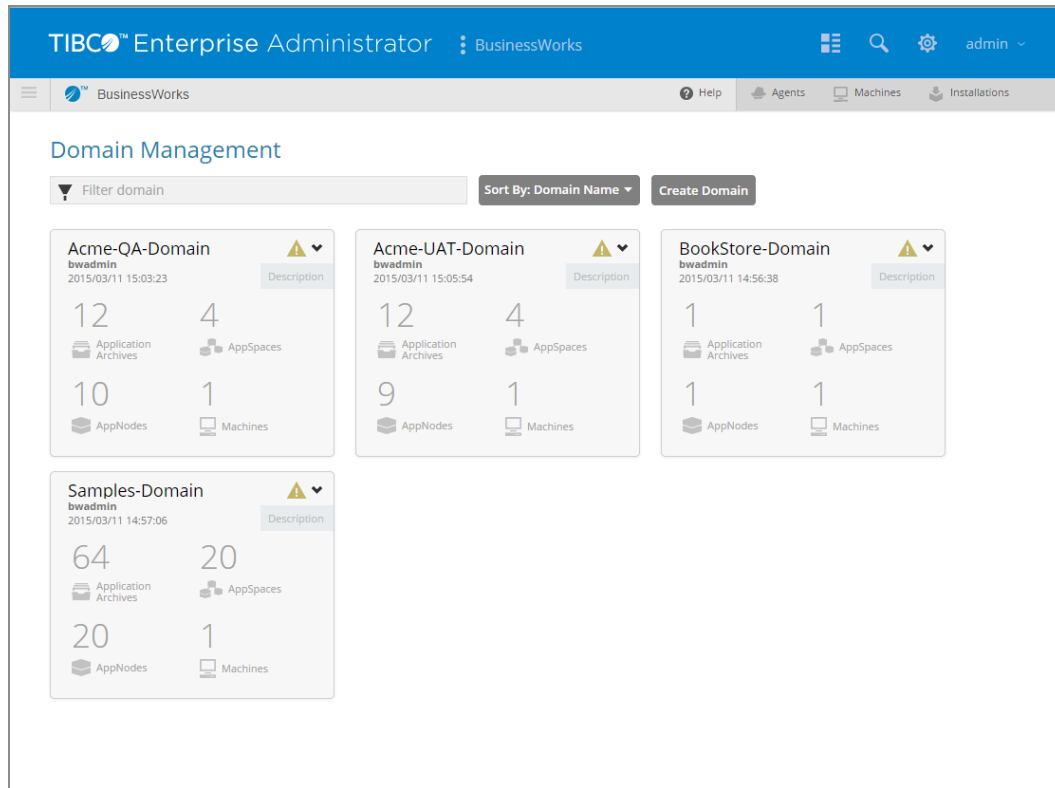 TIBCO™ Enterprise Administrator BusinessWorks admin
TM BusinessWorks Help Agents Machines Installations
Domain Management
Filter domain Sort By: Domain Name Create Domain
Acme-QA-Domain
bwadmin
2015/03/11 15:03:23
Description
12 4
Application Archives AppSpaces
10 1
AppNodes Machines
Acme-UAT-Domain
bwadmin
2015/03/11 15:05:54
Description
12 4
Application Archives AppSpaces
9 1
AppNodes Machines
BookStore-Domain
bwadmin
2015/03/11 14:56:38
Description
1 1
Application Archives AppSpaces
1 1
AppNodes Machines
Samples-Domain
bwadmin
2015/03/11 14:57:06
Description
64 20
Application Archives AppSpaces
20 1
AppNodes Machines